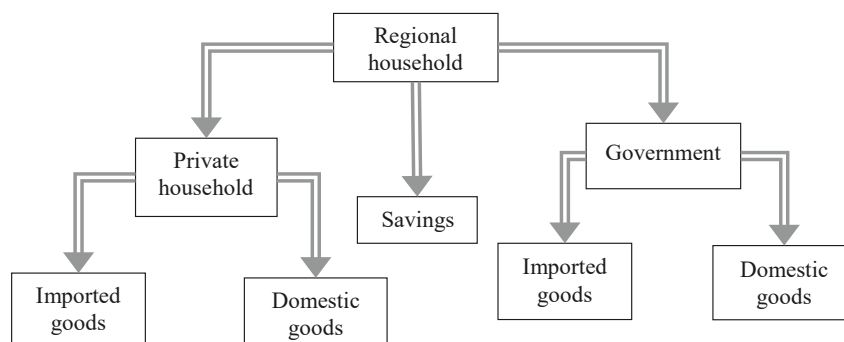 Regional
household
Private
household
Government
Savings
Imported
goods
Domestic
goods
Imported
goods
Domestic
goods